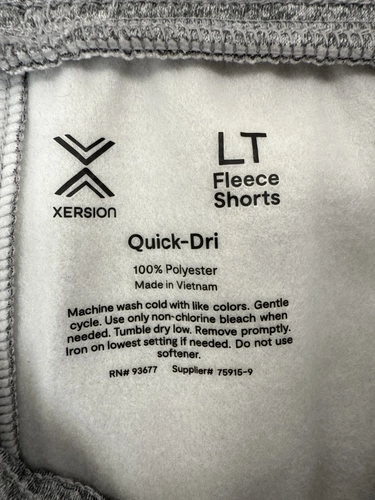 XERSION
LT
Fleece
Shorts
Quick-Dri
100% Polyester
Made in Vietnam
Machine wash cold with like colors. Gentle
cycle. Use only non-chlorine bleach when
needed. Tumble dry low. Remove promptly.
Iron on lowest setting if needed. Do not use
softener.
RN# 93677 Supplier# 75915-9